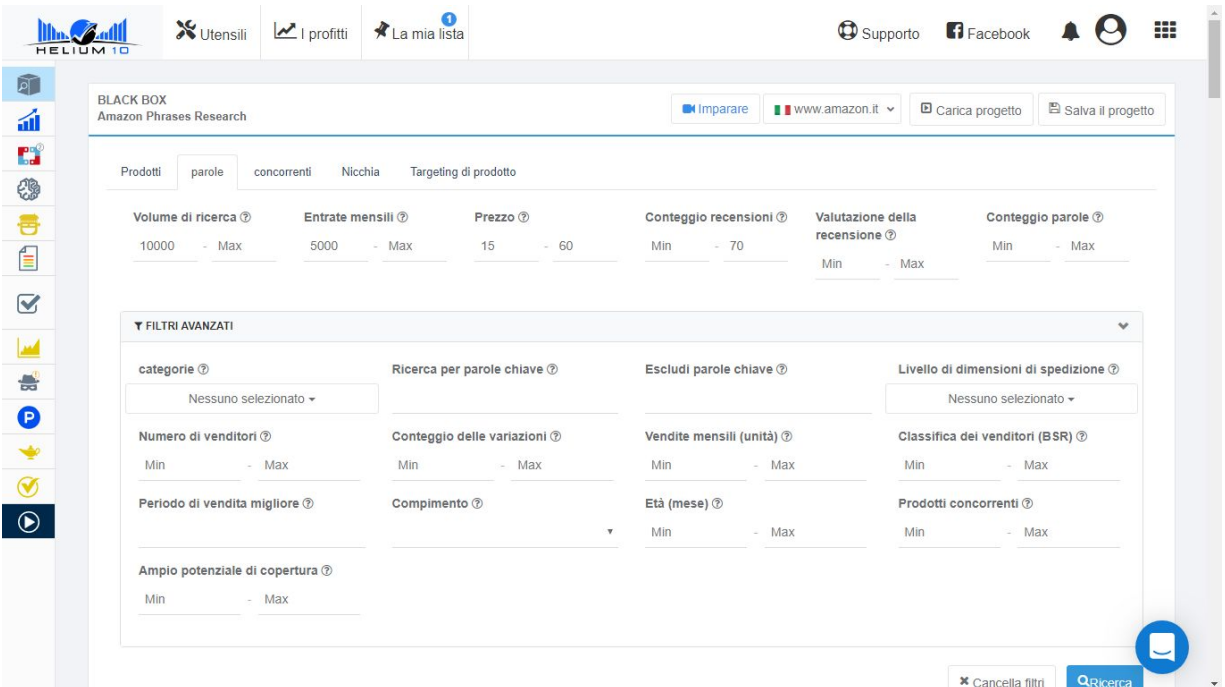 HELIUM 10
Utensili
I profitti
La mia lista
1
Supporto
Facebook
BLACK BOX
Amazon Phrases Research
Imparare
www.amazon.it
Carica progetto
Salva il progetto
Prodotti
parole
concorrenti
Nicchia
Targeting di prodotto
Volume di ricerca
10000 - Max
Entrate mensili
5000 - Max
Prezzo
15 - 60
Conteggio recensioni
Min - 70
Valutazione della
recensione
Min - Max
Conteggio parole
Min - Max
FILTRI AVANZATI
categorie
Nessuno selezionato
Ricerca per parole chiave
Escludi parole chiave
Livello di dimensioni di spedizione
Nessuno selezionato
Numero di venditori
Min - Max
Conteggio delle variazioni
Min - Max
Vendite mensili (unità)
Min - Max
Classifica dei venditori (BSR)
Min - Max
Periodo di vendita migliore
Compimento
Età (mese)
Min - Max
Prodotti concorrenti
Min - Max
Ampio potenziale di copertura
Min - Max
Cancella filtri
Ricerca